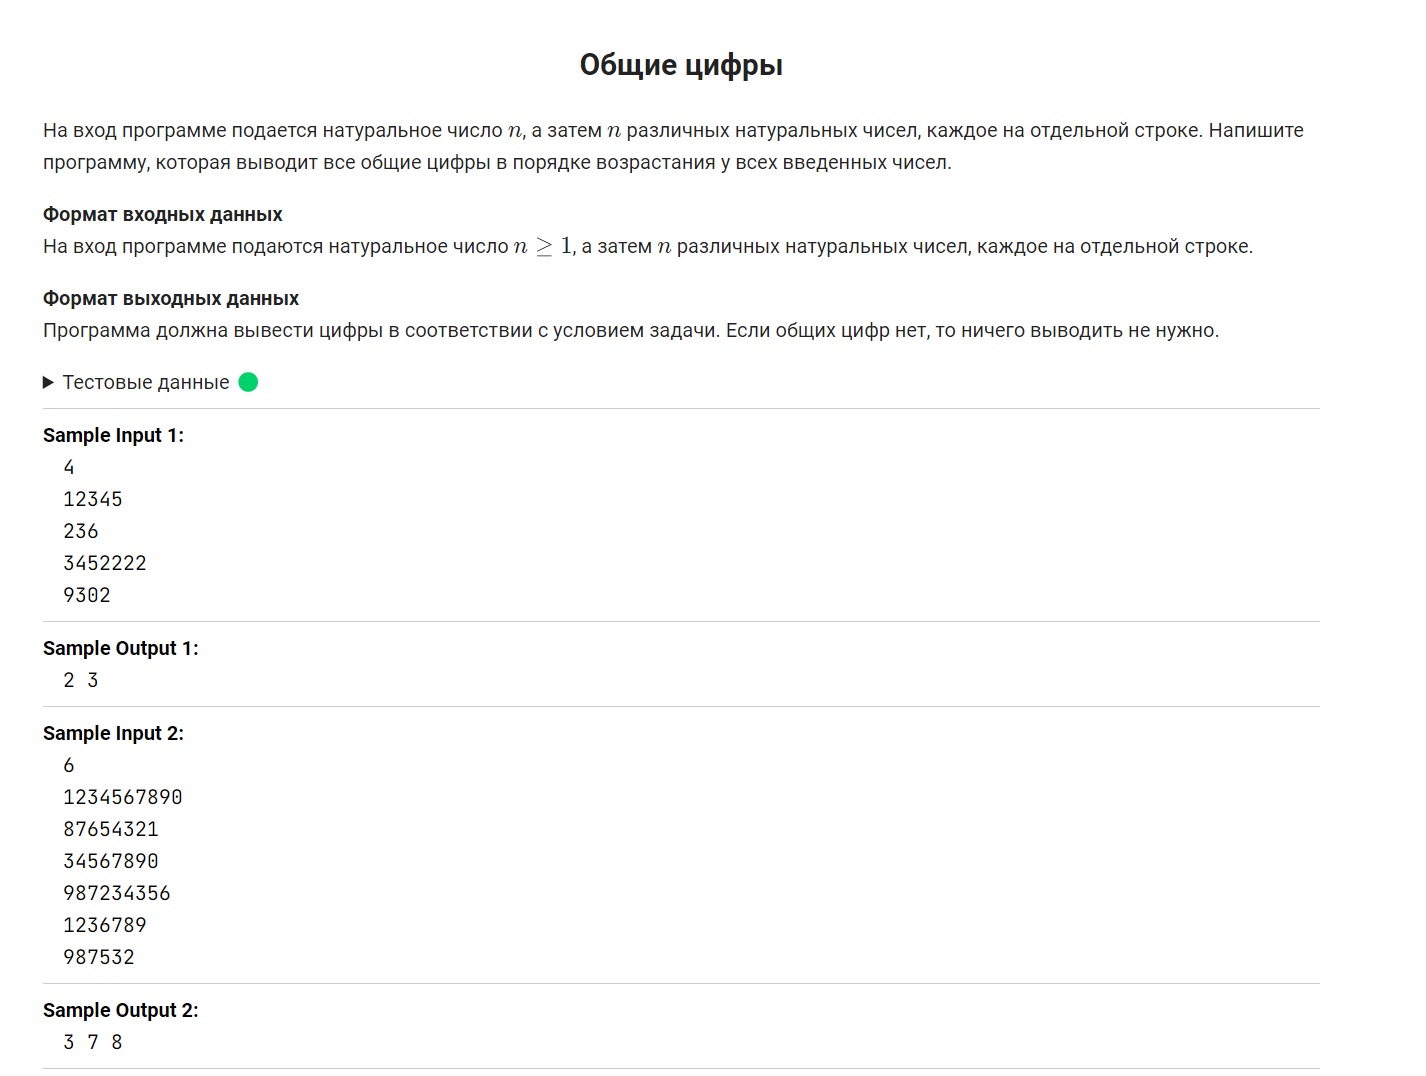 Общие цифры
На вход программе подается натуральное число n, а затем n различных натуральных чисел, каждое на отдельной строке. Напишите
программу, которая выводит все общие цифры в порядке возрастания у всех введенных чисел.
Формат входных данных
На вход программе подаются натуральное число n ≥ 1, а затем n различных натуральных чисел, каждое на отдельной строке.
Формат выходных данных
Программа должна вывести цифры в соответствии с условием задачи. Если общих цифр нет, то ничего выводить не нужно.
Тестовые данные
Sample Input 1:
4
12345
236
3452222
9302
Sample Output 1:
2 3
Sample Input 2:
6
1234567890
87654321
34567890
987234356
1236789
987532
Sample Output 2:
3 7 8